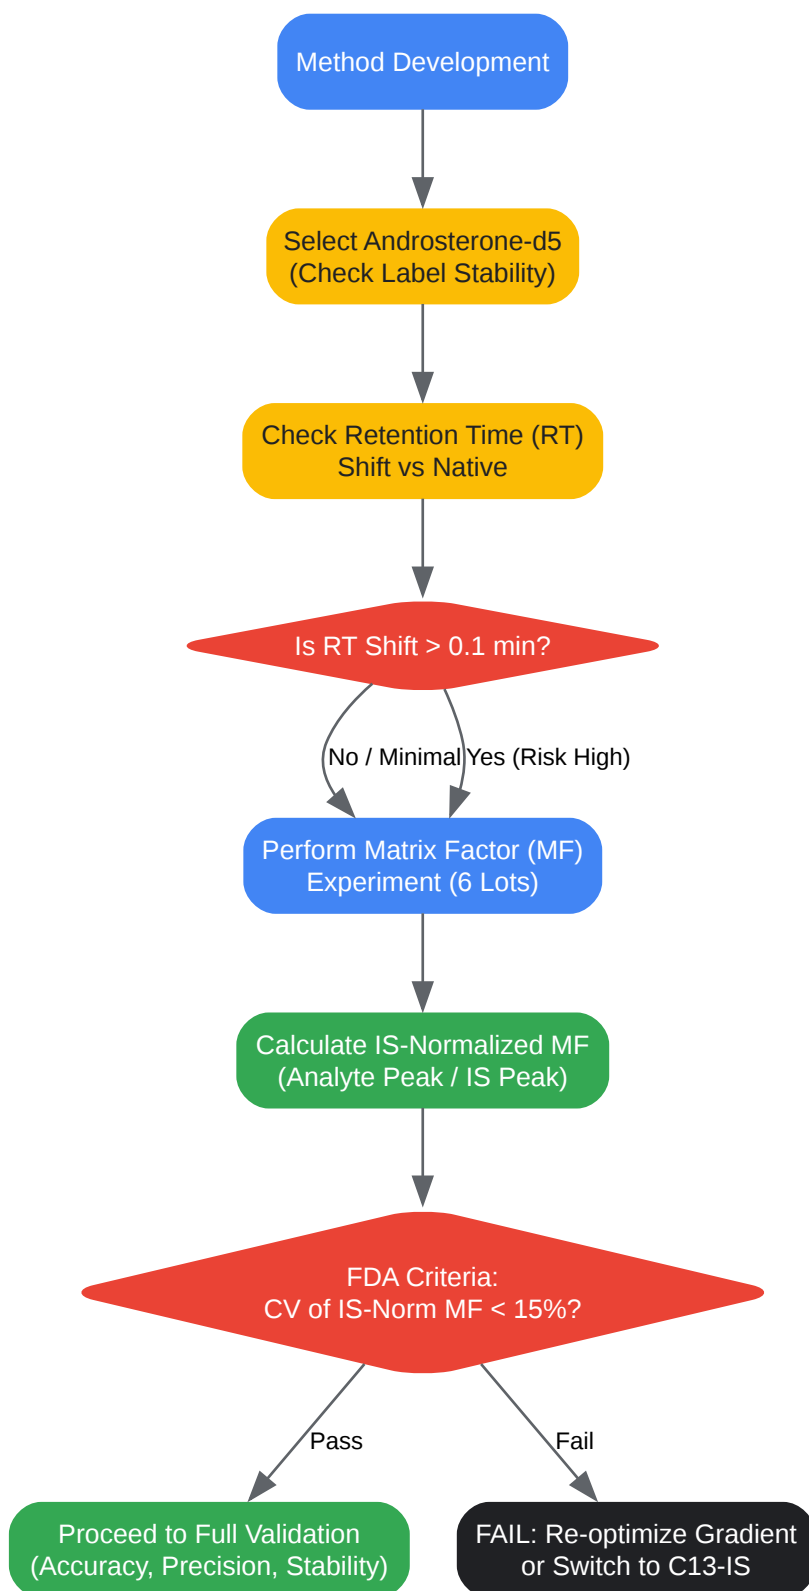 Method Development
Select Androsterone-d5
(Check Label Stability)
Check Retention Time (RT)
Shift vs Native
Is RT Shift > 0.1 min?
No / Minimal
Yes (Risk High)
Perform Matrix Factor (MF)
Experiment (6 Lots)
Calculate IS-Normalized MF
(Analyte Peak / IS Peak)
FDA Criteria:
CV of IS-Norm MF < 15%?
Pass
Fail
Proceed to Full Validation
(Accuracy, Precision, Stability)
FAIL: Re-optimize Gradient
or Switch to C13-IS